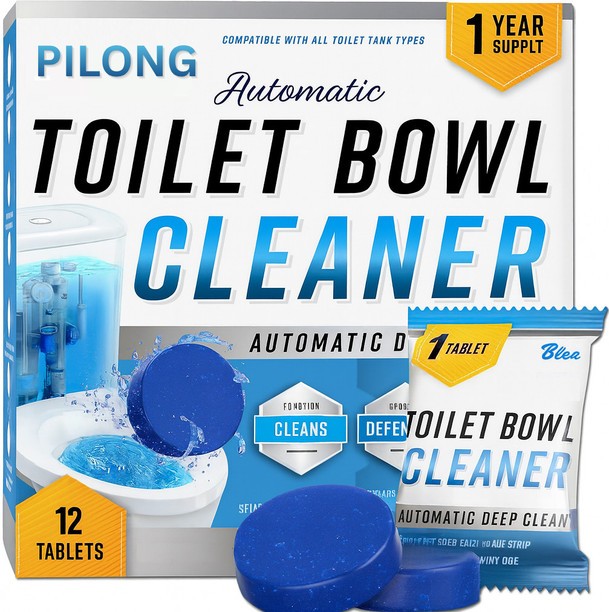 COMPATIBLE WITH ALL TOILET TANK TYPES
1 YEAR
SUPPLT
PILONG
Automatic
TOILET BOWL
CLEANER
AUTOMATIC D
1 TABLET
Blea
CLEANS
DEFEN
TOILET BOWL
CLEANER
AUTOMATIC DEEP CLEAN
12
TABLETS